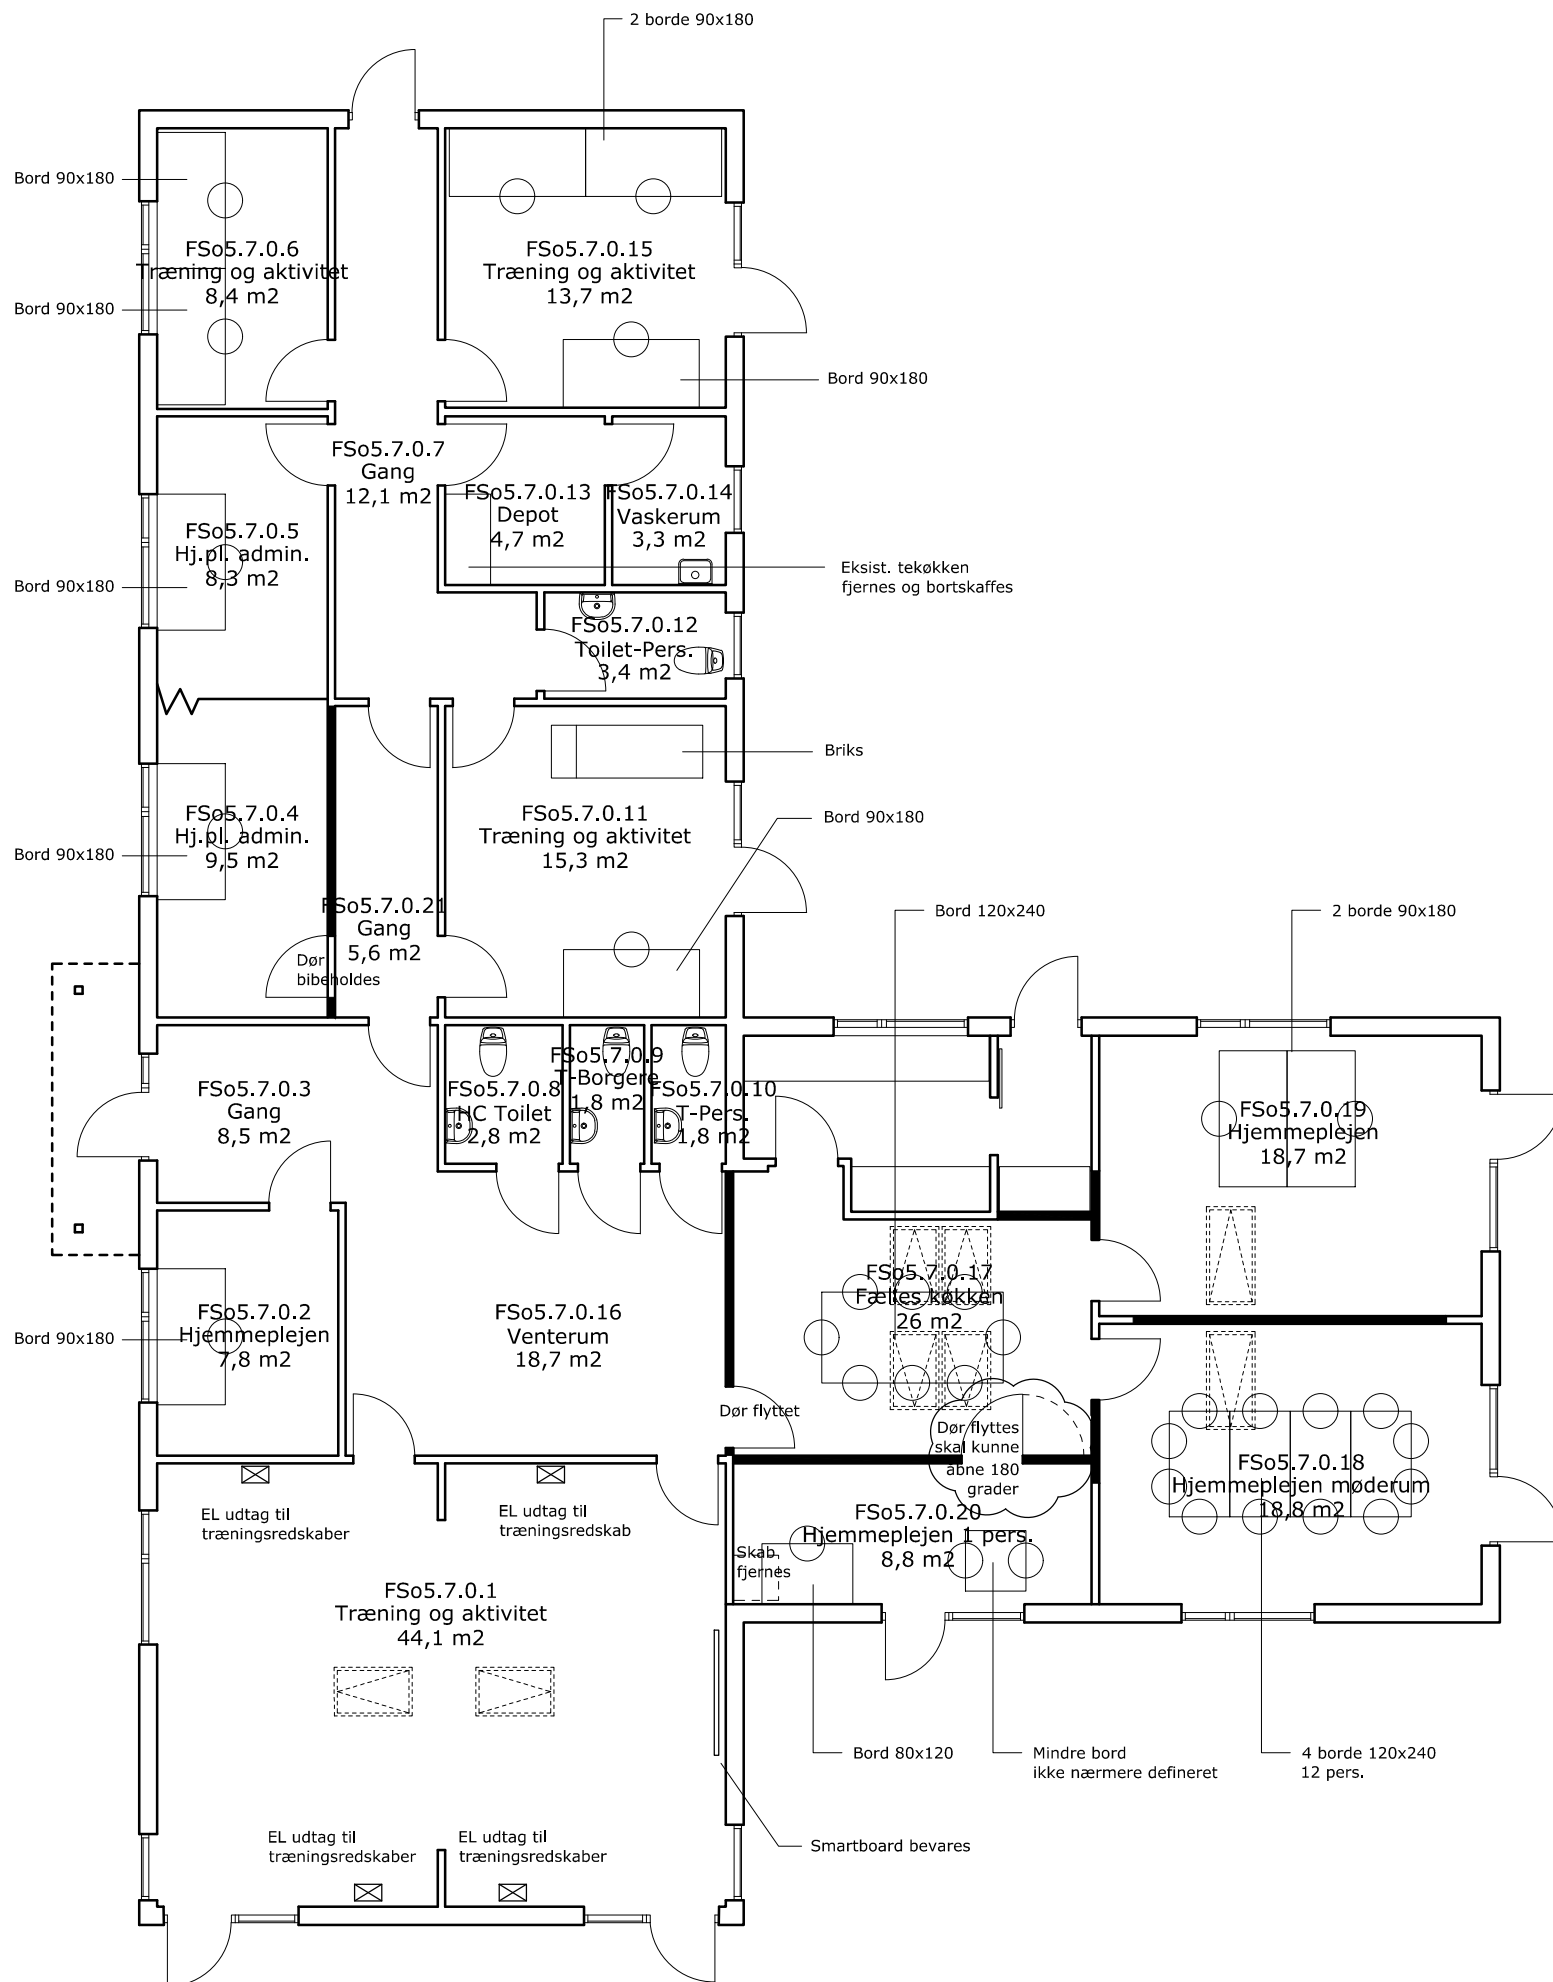 2 borde 90x180
Bord 90x180
FSo5.7.0.6
Træning og aktivitet
8,4 m2
FSo5.7.0.15
Træning og aktivitet
13,7 m2
Bord 90x180
Bord 90x180
FSo5.7.0.7
Gang
12,1 m2
FSo5.7.0.13
Depot
4,7 m2
FSo5.7.0.14
Vaskerum
3,3 m2
FSo5.7.0.5
Hj.pl. admin.
8,3 m2
Bord 90x180
Eksist. tekøkken
fjernes og bortskaffes
FSo5.7.0.12
Toilet-Pers.
3,4 m2
Briks
FSo5.7.0.4
Hj.pl. admin.
9,5 m2
Bord 90x180
FSo5.7.0.11
Træning og aktivitet
15,3 m2
Bord 90x180
FSo5.7.0.21
Gang
5,6 m2
Dør
bibeholdes
Bord 120x240
2 borde 90x180
FSo5.7.0.3
Gang
8,5 m2
FSo5.7.0.8
HC Toilet
2,8 m2
FSo5.7.0.9
T-Borgere
1,8 m2
FSo5.7.0.10
T-Pers.
1,8 m2
FSo5.7.0.19
Hjemmeplejen
18,7 m2
FSo5.7.0.2
Hjemmeplejen
7,8 m2
Bord 90x180
FSo5.7.0.16
Venterum
18,7 m2
FSo5.7.0.17
Fælles køkken
26 m2
Dør flyttet
Dør flyttes
skal kunne
åbne 180
grader
FSo5.7.0.18
Hjemmeplejen møderum
18,8 m2
EL udtag til
træningsredskaber
EL udtag til
træningsredskab
FSo5.7.0.20
Hjemmeplejen 1 pers.
8,8 m2
Skab
fjernes
FSo5.7.0.1
Træning og aktivitet
44,1 m2
Bord 80x120
Mindre bord
ikke nærmere defineret
4 borde 120x240
12 pers.
EL udtag til
træningsredskaber
EL udtag til
træningsredskaber
Smartboard bevares